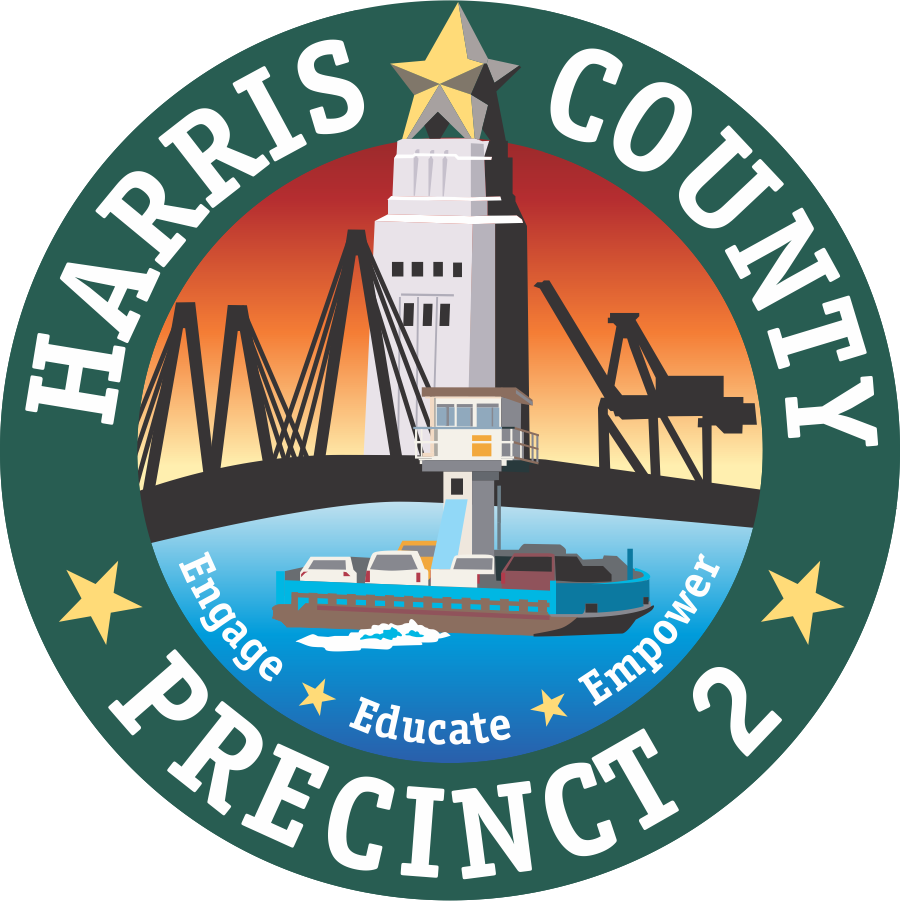 HARRIS COUNTY
Engage Educate Empower
PRECINCT 2